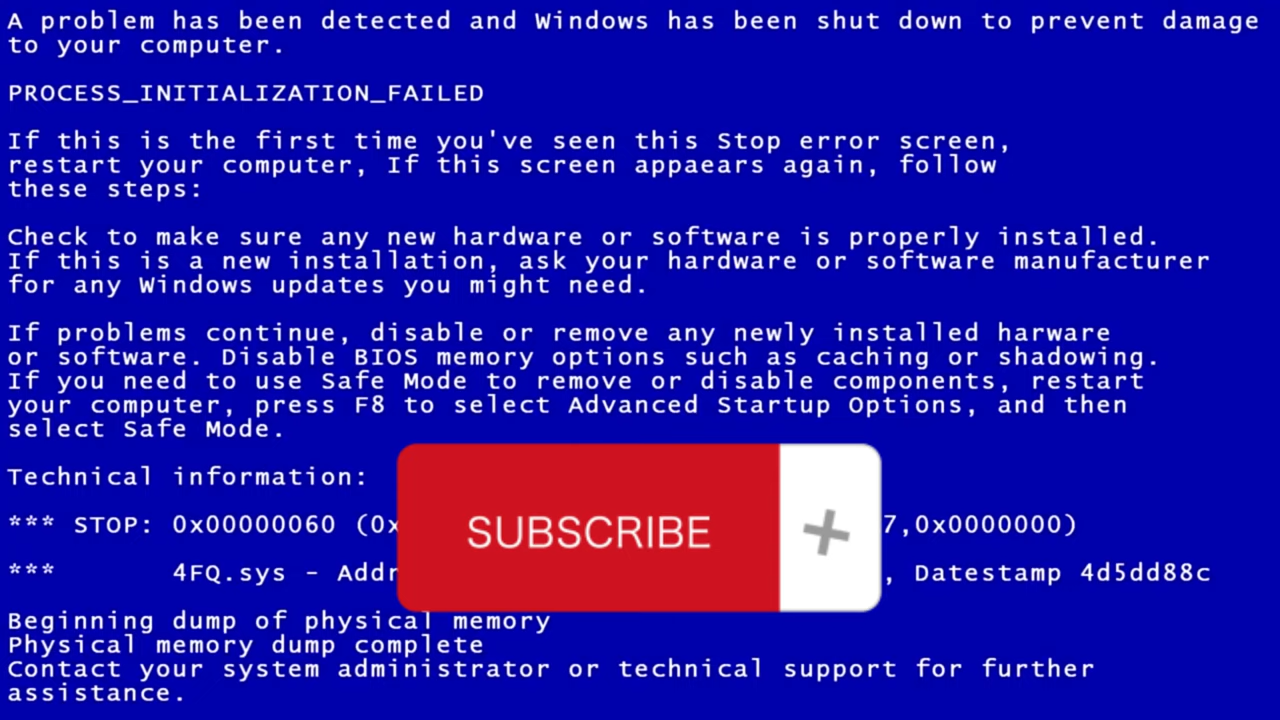 A problem has been detected and Windows has been shut down to prevent damage
to your computer.
PROCESS_INITIALIZATION_FAILED
If this is the first time you've seen this Stop error screen,
restart your computer, If this screen appaears again, follow
these steps:
Check to make sure any new hardware or software is properly installed.
If this is a new installation, ask your hardware or software manufacturer
for any Windows updates you might need.
If problems continue, disable or remove any newly installed harware
or software. Disable BIOS memory options such as caching or shadowing.
If you need to use Safe Mode to remove or disable components, restart
your computer, press F8 to select Advanced Startup Options, and then
select Safe Mode.
Technical information:
*** STOP: 0x00000060 (0x 7,0x0000000)
SUBSCRIBE +
*** 4FQ.sys - Addr , Datestamp 4d5dd88c
Beginning dump of physical memory
Physical memory dump complete
Contact your system administrator or technical support for further
assistance.